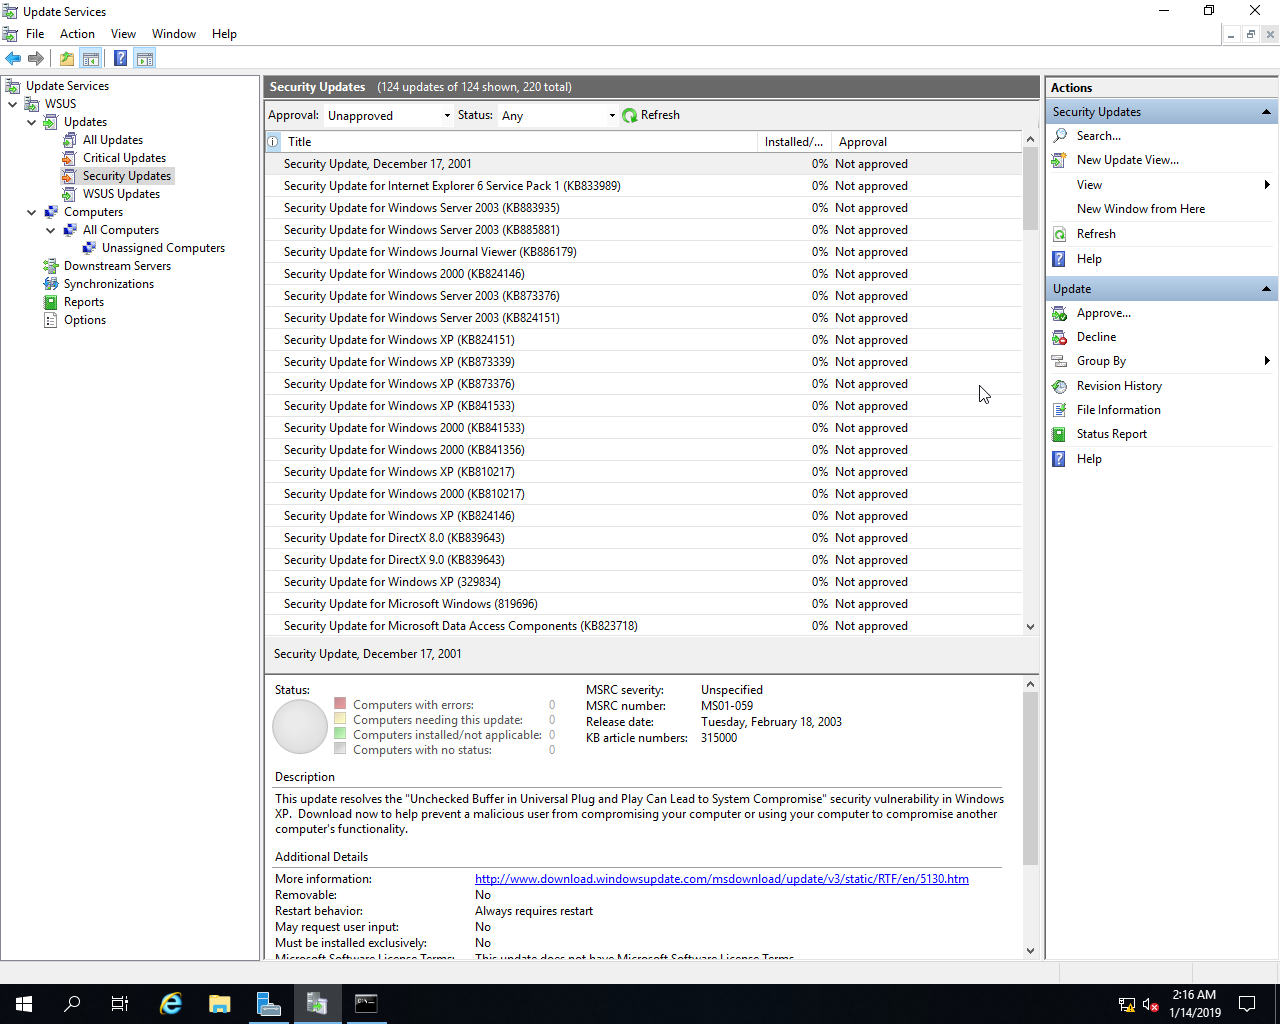 Update Services
File Action View Window Help
Update Services
WSUS
Updates
All Updates
Critical Updates
Security Updates
WSUS Updates
Computers
All Computers
Unassigned Computers
Downstream Servers
Synchronizations
Reports
Options
Security Updates (124 updates of 124 shown, 220 total)
Approval: Unapproved Status: Any Refresh
Title Installed/... Approval
Security Update, December 17, 2001 0% Not approved
Security Update for Internet Explorer 6 Service Pack 1 (KB833989) 0% Not approved
Security Update for Windows Server 2003 (KB883935) 0% Not approved
Security Update for Windows Server 2003 (KB885881) 0% Not approved
Security Update for Windows Journal Viewer (KB886179) 0% Not approved
Security Update for Windows 2000 (KB824146) 0% Not approved
Security Update for Windows Server 2003 (KB873376) 0% Not approved
Security Update for Windows Server 2003 (KB824151) 0% Not approved
Security Update for Windows XP (KB824151) 0% Not approved
Security Update for Windows XP (KB873339) 0% Not approved
Security Update for Windows XP (KB873376) 0% Not approved
Security Update for Windows XP (KB841533) 0% Not approved
Security Update for Windows 2000 (KB841533) 0% Not approved
Security Update for Windows 2000 (KB841356) 0% Not approved
Security Update for Windows XP (KB810217) 0% Not approved
Security Update for Windows 2000 (KB810217) 0% Not approved
Security Update for Windows XP (KB824146) 0% Not approved
Security Update for DirectX 8.0 (KB839643) 0% Not approved
Security Update for DirectX 9.0 (KB839643) 0% Not approved
Security Update for Windows XP (329834) 0% Not approved
Security Update for Microsoft Windows (819696) 0% Not approved
Security Update for Microsoft Data Access Components (KB823718) 0% Not approved
Security Update, December 17, 2001
Status:
Computers with errors: 0
Computers needing this update: 0
Computers installed/not applicable: 0
Computers with no status: 0
MSRC severity: Unspecified
MSRC number: MS01-059
Release date: Tuesday, February 18, 2003
KB article numbers: 315000
Description
This update resolves the "Unchecked Buffer in Universal Plug and Play Can Lead to System Compromise" security vulnerability in Windows
XP. Download now to help prevent a malicious user from compromising your computer or using your computer to compromise another
computer's functionality.
Additional Details
More information: http://www.download.windowsupdate.com/msdownload/update/v3/static/RTF/en/5130.htm
Removable: No
Restart behavior: Always requires restart
May request user input: No
Must be installed exclusively: No
Microsoft Software License Terms: This update does not have Microsoft Software License Terms
Actions
Security Updates
Search...
New Update View...
View
New Window from Here
Refresh
Help
Update
Approve...
Decline
Group By
Revision History
File Information
Status Report
Help
2:16 AM
1/14/2019